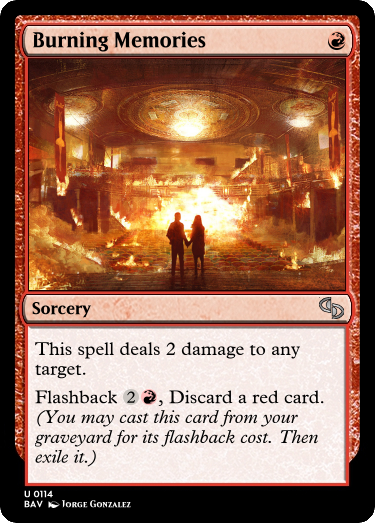 Burning Memories
Sorcery
This spell deals 2 damage to any
target.
Flashback 2, Discard a red card.
(You may cast this card from your
graveyard for its flashback cost. Then
exile it.)
U 0114
BAV Jorge Gonzalez